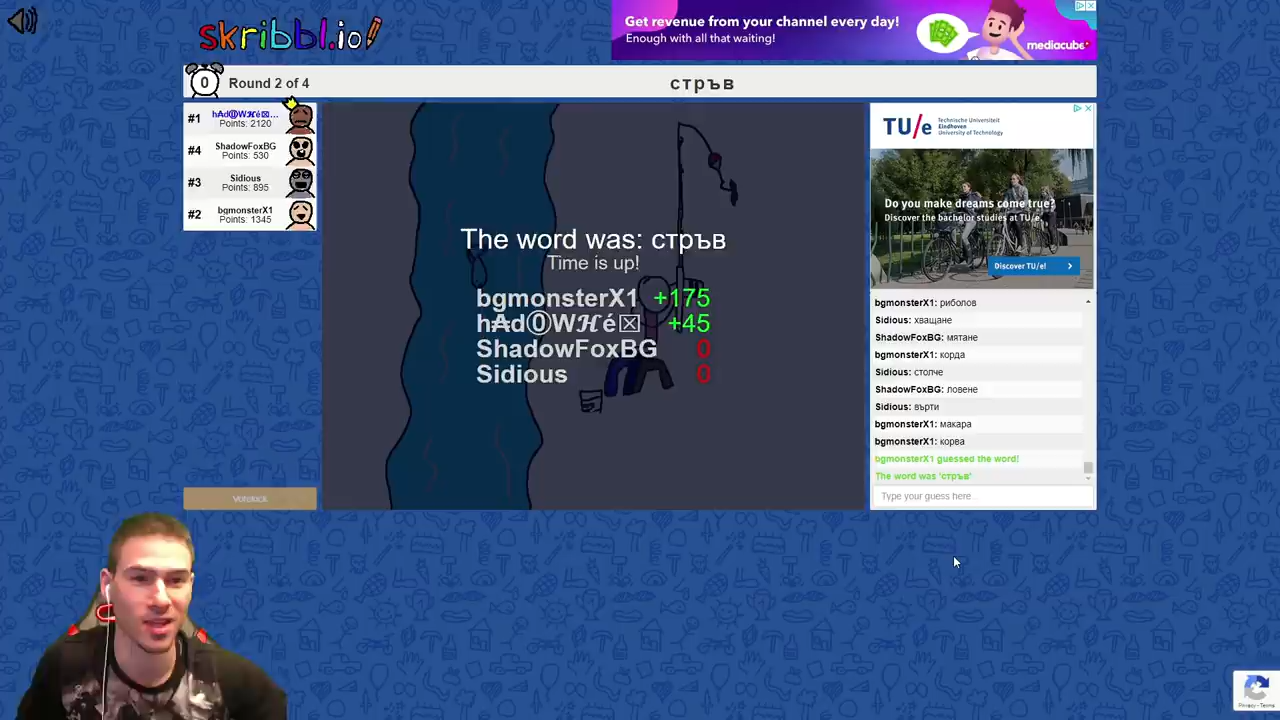 skribbl.io
Get revenue from your channel every day!
Enough with all that waiting!
mediacube
0
Round 2 of 4
стръв
#1
hAd⓪Wℋé☒...
Points: 2120
#4
ShadowFoxBG
Points: 530
#3
Sidious
Points: 895
#2
bgmonsterX1
Points: 1345
Votekick
The word was: стръв
Time is up!
bgmonsterX1 +175
hAd⓪Wℋé☒ +45
ShadowFoxBG 0
Sidious 0
TU/e
Technische Universiteit
Eindhoven
University of Technology
Do you make dreams come true?
Discover the bachelor studies at TU/e.
Discover TU/e!
bgmonsterX1: риболов
Sidious: хващане
ShadowFoxBG: мятане
bgmonsterX1: корда
Sidious: столче
ShadowFoxBG: ловене
Sidious: върти
bgmonsterX1: макара
bgmonsterX1: корва
bgmonsterX1 guessed the word!
The word was 'стръв'
Type your guess here
Privacy - Terms